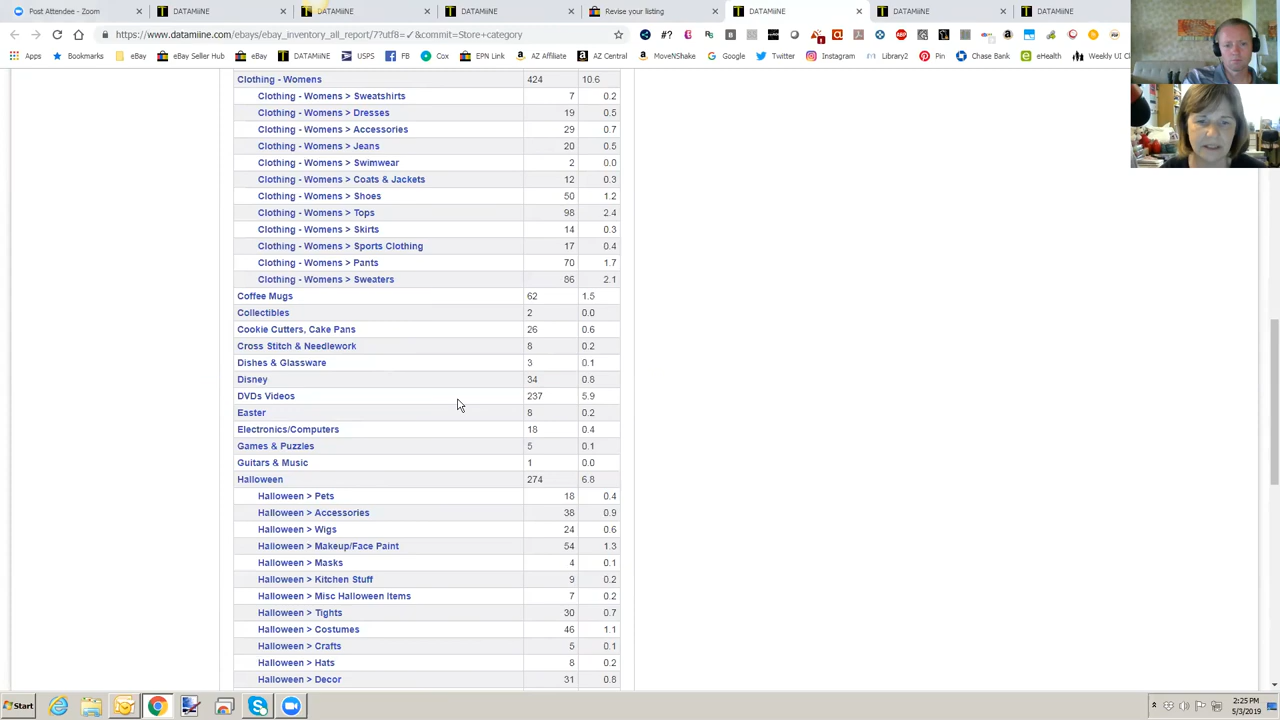 Post Attendee - Zoom
DATAMiiNE
DATAMiiNE
DATAMiiNE
Revise your listing
DATAMiiNE
DATAMiiNE
DATAMiiNE
https://www.datamiine.com/ebays/ebay_inventory_sell_report/7?utf8=✓&commit=Store+Category
Apps
Bookmarks
eBay
eBay Seller Hub
eBay
DATAMiiNE
USPS
FB
Cox
EPN Link
AZ Affiliate
AZ Central
MoveNShake
Google
Twitter
Instagram
Library2
Pin
Chase Bank
eHealth
Weekly UI C
Clothing - Womens 424 10.6
Clothing - Womens > Sweatshirts 7 0.2
Clothing - Womens > Dresses 19 0.5
Clothing - Womens > Accessories 29 0.7
Clothing - Womens > Jeans 20 0.5
Clothing - Womens > Swimwear 2 0.0
Clothing - Womens > Coats & Jackets 12 0.3
Clothing - Womens > Shoes 50 1.2
Clothing - Womens > Tops 98 2.4
Clothing - Womens > Skirts 14 0.3
Clothing - Womens > Sports Clothing 17 0.4
Clothing - Womens > Pants 70 1.7
Clothing - Womens > Sweaters 86 2.1
Coffee Mugs 62 1.5
Collectibles 2 0.0
Cookie Cutters, Cake Pans 26 0.6
Cross Stitch & Needlework 8 0.2
Dishes & Glassware 3 0.1
Disney 34 0.8
DVDs Videos 237 5.9
Easter 8 0.2
Electronics/Computers 18 0.4
Games & Puzzles 5 0.1
Guitars & Music 1 0.0
Halloween 274 6.8
Halloween > Pets 18 0.4
Halloween > Accessories 38 0.9
Halloween > Wigs 24 0.6
Halloween > Makeup/Face Paint 54 1.3
Halloween > Masks 4 0.1
Halloween > Kitchen Stuff 9 0.2
Halloween > Misc Halloween Items 7 0.2
Halloween > Tights 30 0.7
Halloween > Costumes 46 1.1
Halloween > Crafts 5 0.1
Halloween > Hats 8 0.2
Halloween > Decor 31 0.8
Start
2:25 PM
5/3/2019